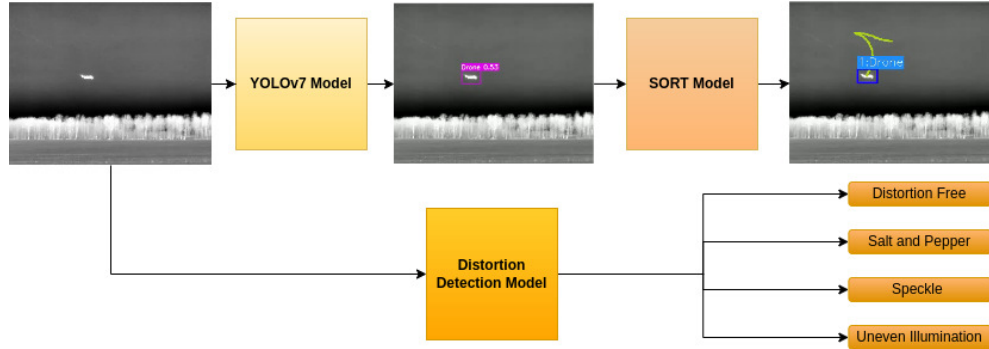 YOLOv7 Model
Drone 0.53
SORT Model
1:Drone
Distortion
Detection Model
Distortion Free
Salt and Pepper
Speckle
Uneven Illumination